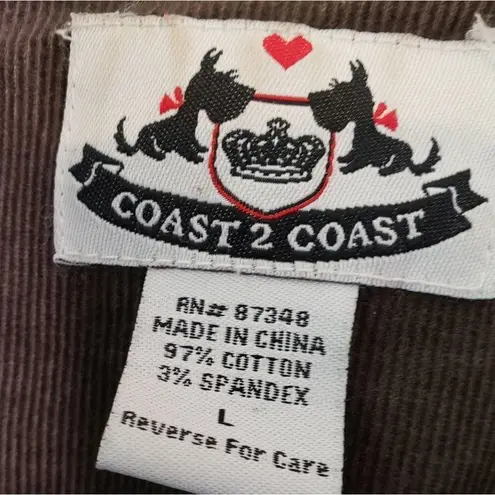 COAST 2 COAST
RN# 87348
MADE IN CHINA
97% COTTON
3% SPANDEX
L
Reverse For Care